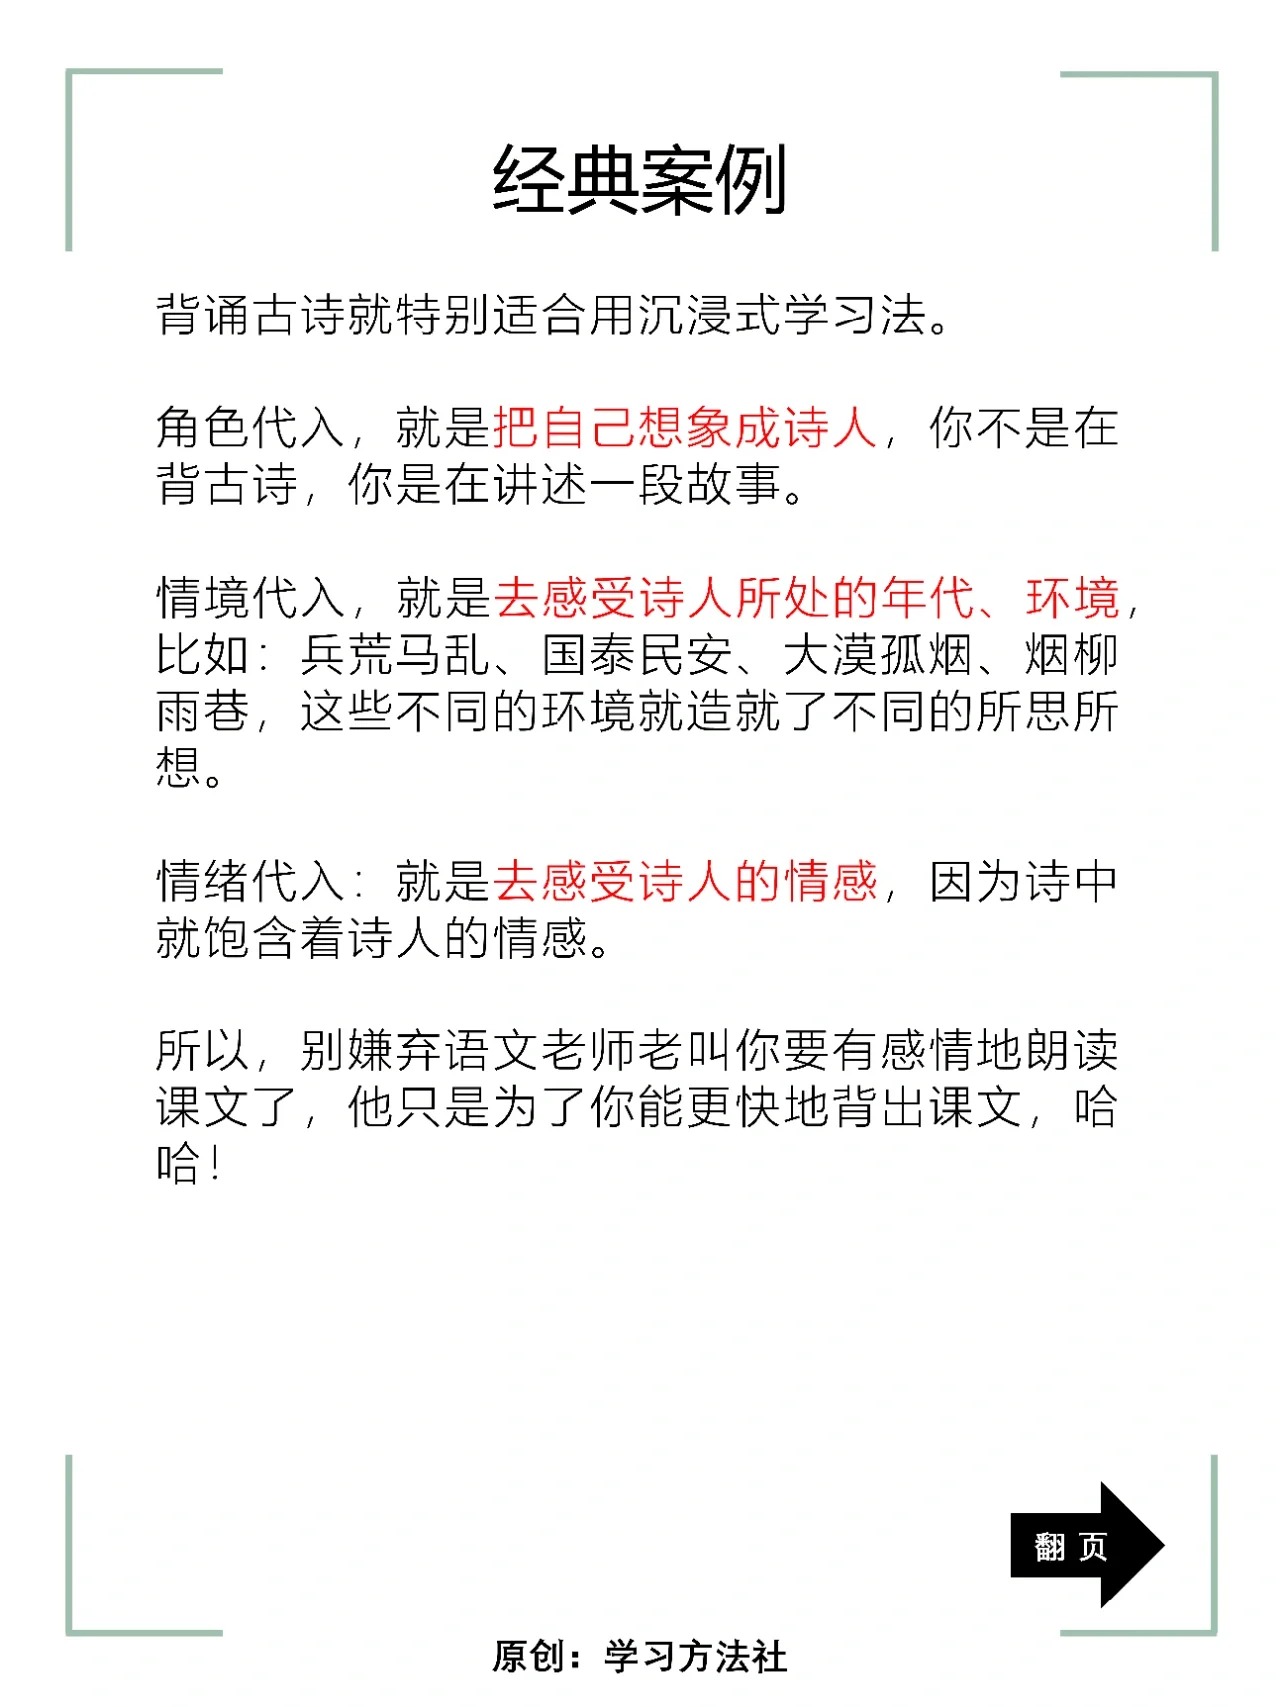 经典案例
背诵古诗就特别适合用沉浸式学习法。
角色代入，就是把自己想象成诗人，你不是在
背古诗，你是在讲述一段故事。
情境代入，就是去感受诗人所处的年代、环境，
比如：兵荒马乱、国泰民安、大漠孤烟、烟柳
雨巷，这些不同的环境就造就了不同的所思所
想。
情绪代入：就是去感受诗人的情感，因为诗中
就饱含着诗人的情感。
所以，别嫌弃语文老师老叫你要有感情地朗读
课文了，他只是为了你能更快地背出课文，哈
哈！
翻页
原创：学习方法社